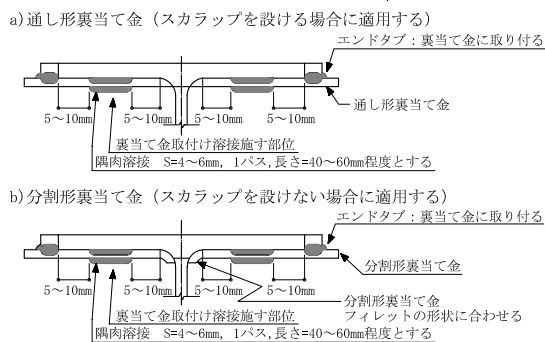 a)通し形裏当て金（スカラップを設ける場合に適用する）
エンドタブ：裏当て金に取り付る
通し形裏当て金
5～10mm 5～10mm 5～10mm 5～10mm
裏当て金取付け溶接施す部位
隅肉溶接 S=4～6mm, 1パス,長さ=40～60mm程度とする
b)分割形裏当て金（スカラップを設けない場合に適用する）
エンドタブ：裏当て金に取り付る
分割形裏当て金
5～10mm 5～10mm 5～10mm 5～10mm
分割形裏当て金
フィレットの形状に合わせる
裏当て金取付け溶接施す部位
隅肉溶接 S=4～6mm, 1パス,長さ=40～60mm程度とする